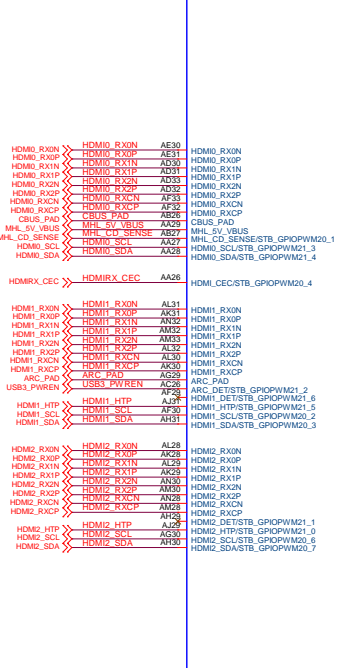 HDMI0_RX0N HDMI0_RX0N AE30 HDMI0_RX0N
HDMI0_RX0P HDMI0_RX0P AE31 HDMI0_RX0P
HDMI0_RX1N HDMI0_RX1N AD30 HDMI0_RX1N
HDMI0_RX1P HDMI0_RX1P AD31 HDMI0_RX1P
HDMI0_RX2N HDMI0_RX2N AD33 HDMI0_RX2N
HDMI0_RX2P HDMI0_RX2P AD32 HDMI0_RX2P
HDMI0_RXCN HDMI0_RXCN AF33 HDMI0_RXCN
HDMI0_RXCP HDMI0_RXCP AF32 HDMI0_RXCP
CBUS_PAD CBUS_PAD AB26 CBUS_PAD
MHL_5V_VBUS MHL_5V_VBUS AA29 MHL_5V_VBUS
MHL_CD_SENSE MHL_CD_SENSE AB27 MHL_CD_SENSE/STB_GPIOPWM20_1
HDMI0_SCL HDMI0_SCL AA27 HDMI0_SCL/STB_GPIOPWM21_3
HDMI0_SDA HDMI0_SDA AA28 HDMI0_SDA/STB_GPIOPWM21_4
HDMIRX_CEC HDMIRX_CEC AA26 HDMI_CEC/STB_GPIOPWM20_4
HDMI1_RX0N HDMI1_RX0N AL31 HDMI1_RX0N
HDMI1_RX0P HDMI1_RX0P AK31 HDMI1_RX0P
HDMI1_RX1N HDMI1_RX1N AN32 HDMI1_RX1N
HDMI1_RX1P HDMI1_RX1P AM32 HDMI1_RX1P
HDMI1_RX2N HDMI1_RX2N AM33 HDMI1_RX2N
HDMI1_RX2P HDMI1_RX2P AL32 HDMI1_RX2P
HDMI1_RXCN HDMI1_RXCN AL30 HDMI1_RXCN
HDMI1_RXCP HDMI1_RXCP AK30 HDMI1_RXCP
ARC_PAD ARC_PAD AG29 ARC_PAD
USB3_PWREN USB3_PWREN AC26 ARC_DET/STB_GPIOPWM21_2
AF29 HDMI1_DET/STB_GPIOPWM21_6
HDMI1_HTP HDMI1_HTP AJ31 HDMI1_HTP/STB_GPIOPWM21_5
HDMI1_SCL HDMI1_SCL AF30 HDMI1_SCL/STB_GPIOPWM20_2
HDMI1_SDA HDMI1_SDA AH31 HDMI1_SDA/STB_GPIOPWM20_3
HDMI2_RX0N HDMI2_RX0N AL28 HDMI2_RX0N
HDMI2_RX0P HDMI2_RX0P AK28 HDMI2_RX0P
HDMI2_RX1N HDMI2_RX1N AL29 HDMI2_RX1N
HDMI2_RX1P HDMI2_RX1P AK29 HDMI2_RX1P
HDMI2_RX2N HDMI2_RX2N AN30 HDMI2_RX2N
HDMI2_RX2P HDMI2_RX2P AM30 HDMI2_RX2P
HDMI2_RXCN HDMI2_RXCN AN28 HDMI2_RXCN
HDMI2_RXCP HDMI2_RXCP AM28 HDMI2_RXCP
AH29 HDMI2_DET/STB_GPIOPWM21_1
HDMI2_HTP HDMI2_HTP AJ29 HDMI2_HTP/STB_GPIOPWM21_0
HDMI2_SCL HDMI2_SCL AG30 HDMI2_SCL/STB_GPIOPWM20_6
HDMI2_SDA HDMI2_SDA AH30 HDMI2_SDA/STB_GPIOPWM20_7